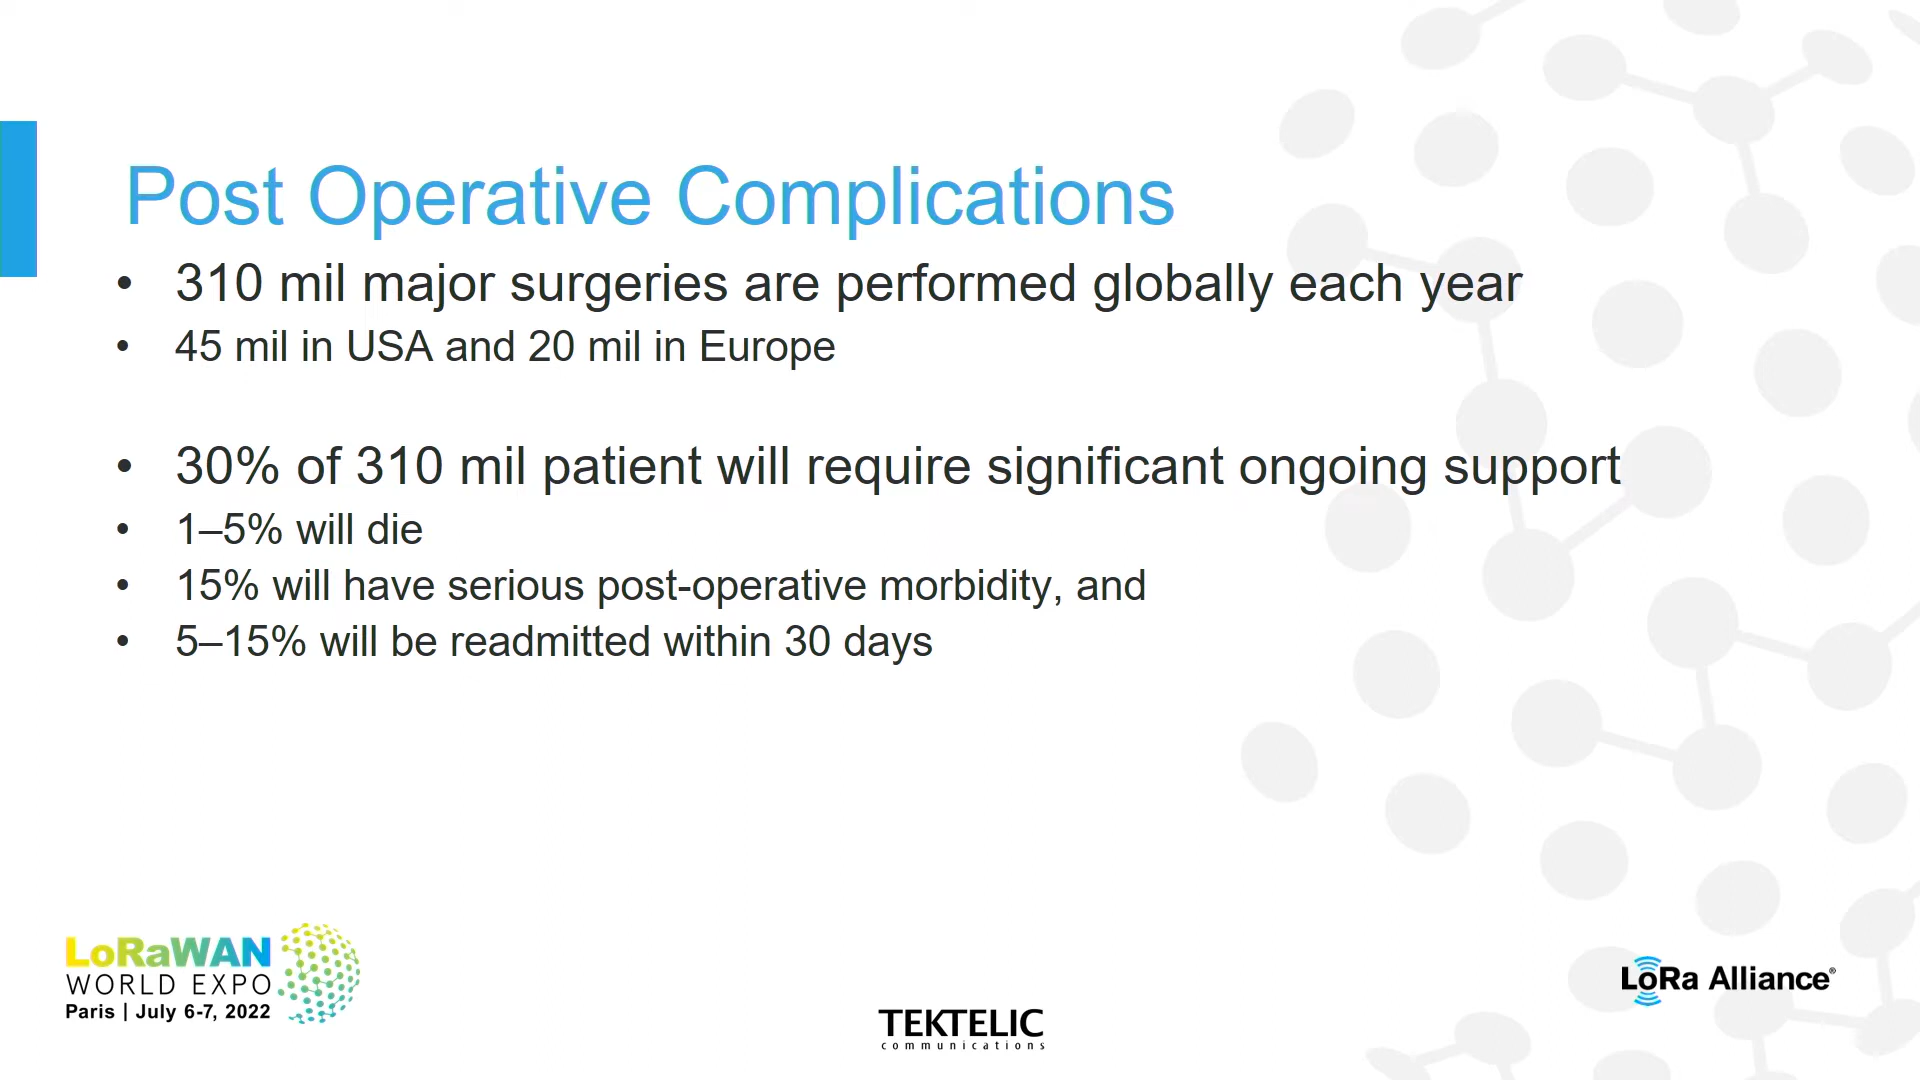 Post Operative Complications
• 310 mil major surgeries are performed globally each year
• 45 mil in USA and 20 mil in Europe
• 30% of 310 mil patient will require significant ongoing support
• 1–5% will die
• 15% will have serious post-operative morbidity, and
• 5–15% will be readmitted within 30 days
LoRaWAN
WORLD EXPO
Paris | July 6-7, 2022
TEKTELIC
communications
LoRa Alliance®